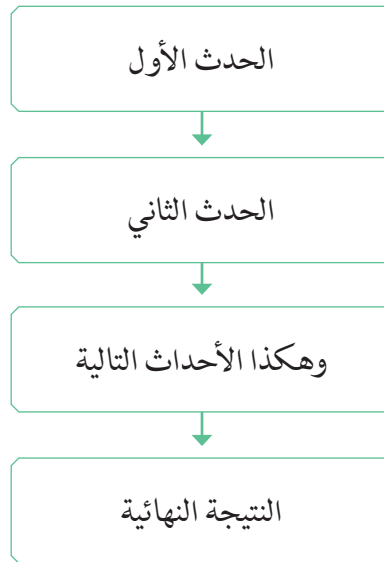 الحدث الأول
الحدث الثاني
وهكذا الأحداث التالية
النتيجة النهائية